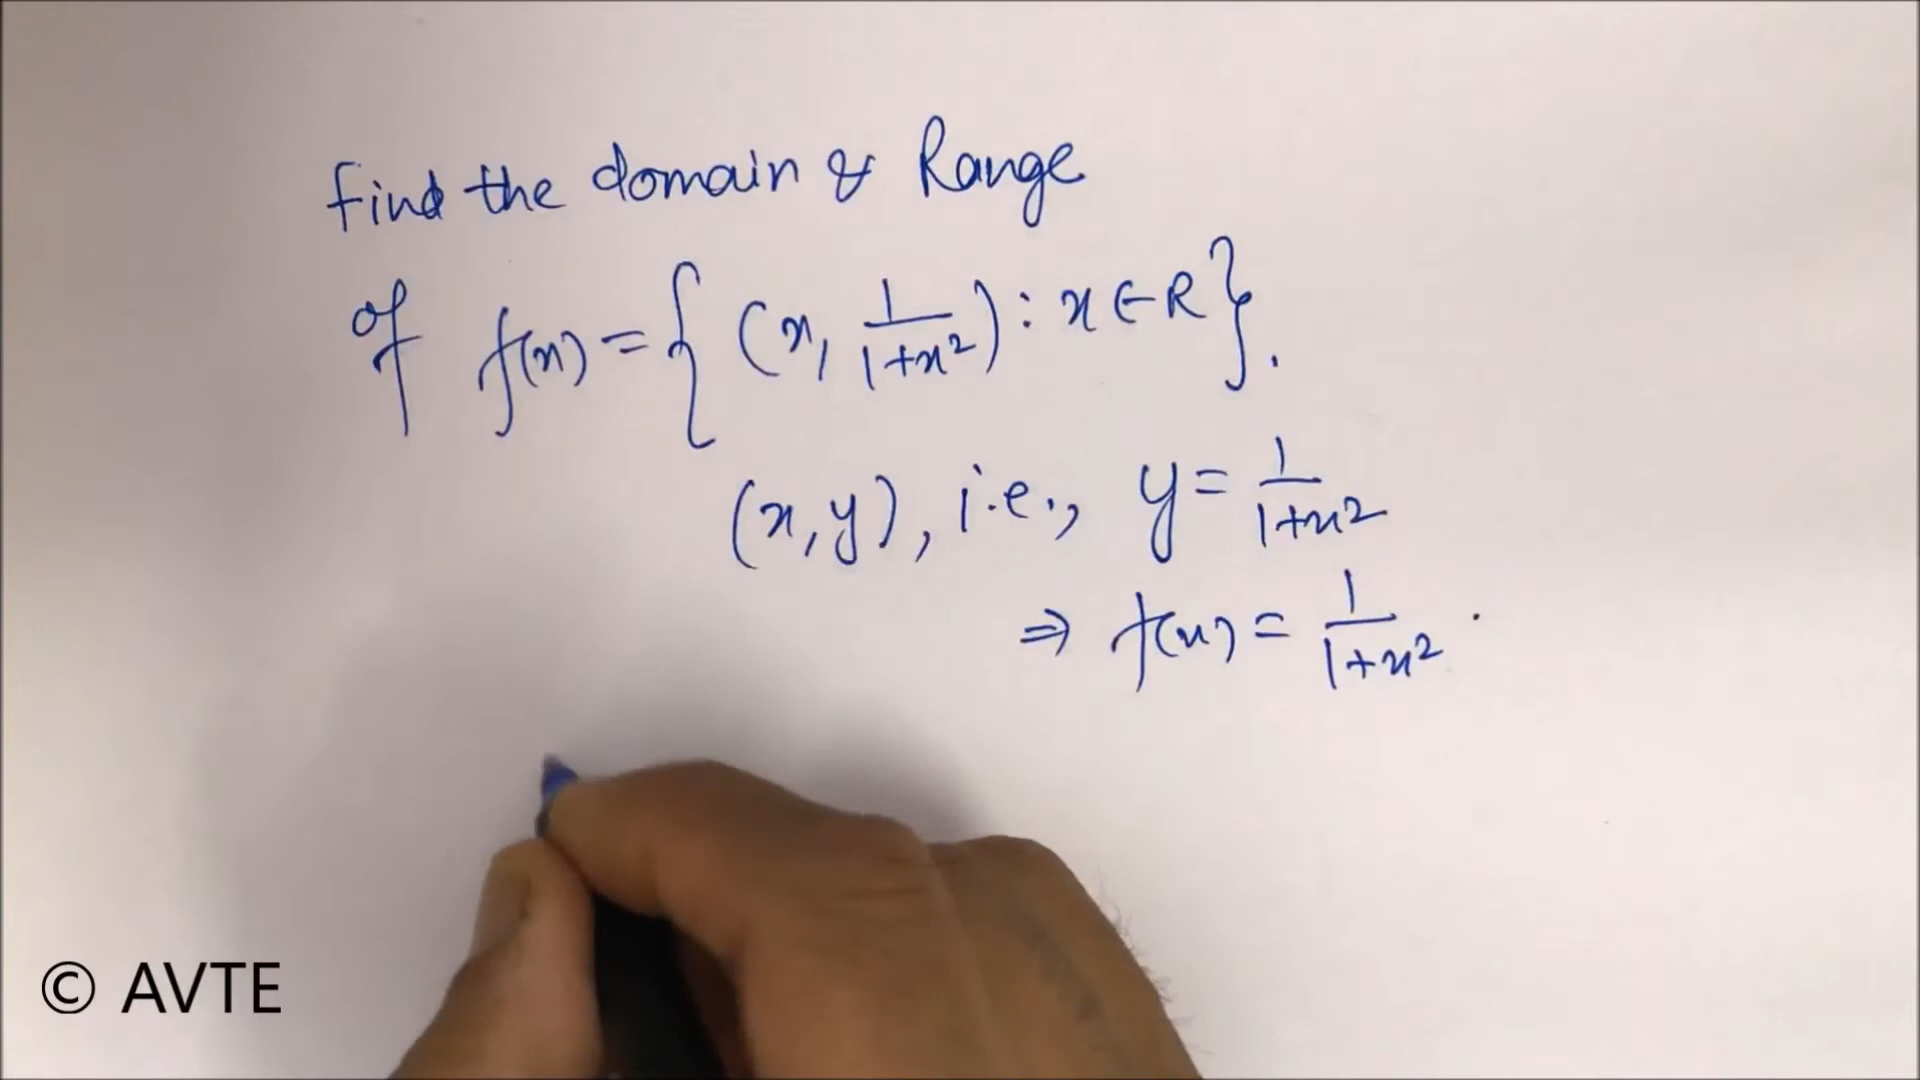 Find the domain & Range
of f(x) = { (x, 1/(1+x²)) : x ∈ R }.
(x, y), i.e., y = 1/(1+x²)
⇒ f(x) = 1/(1+x²).
© AVTE